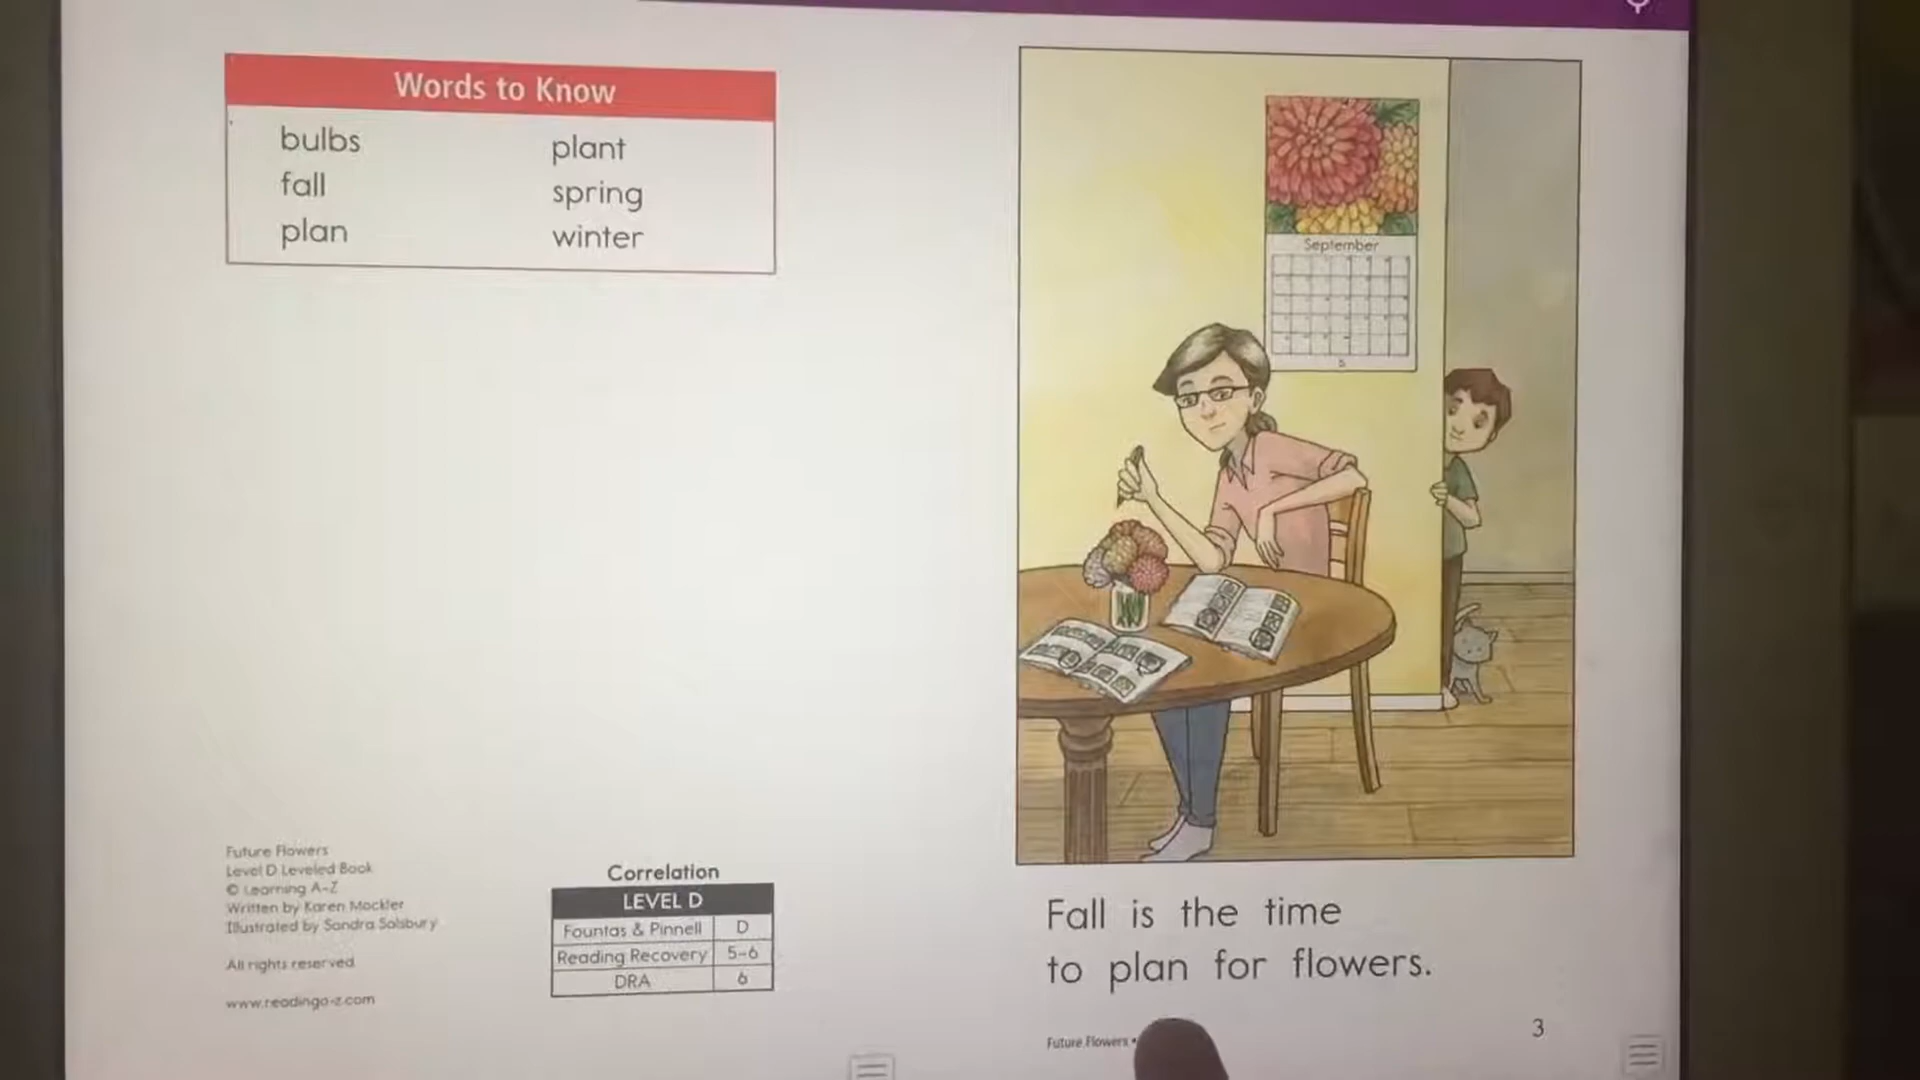 Words to Know
bulbs
fall
plan
plant
spring
winter
Future Flowers
Level D Leveled Book
© Learning A–Z
Written by Karen Mockler
Illustrated by Sandra Salsbury
All rights reserved.
www.readinga-z.com
Correlation
LEVEL D
Fountas & Pinnell D
Reading Recovery 5–6
DRA 6
September
Fall is the time
to plan for flowers.
Future Flowers •
3